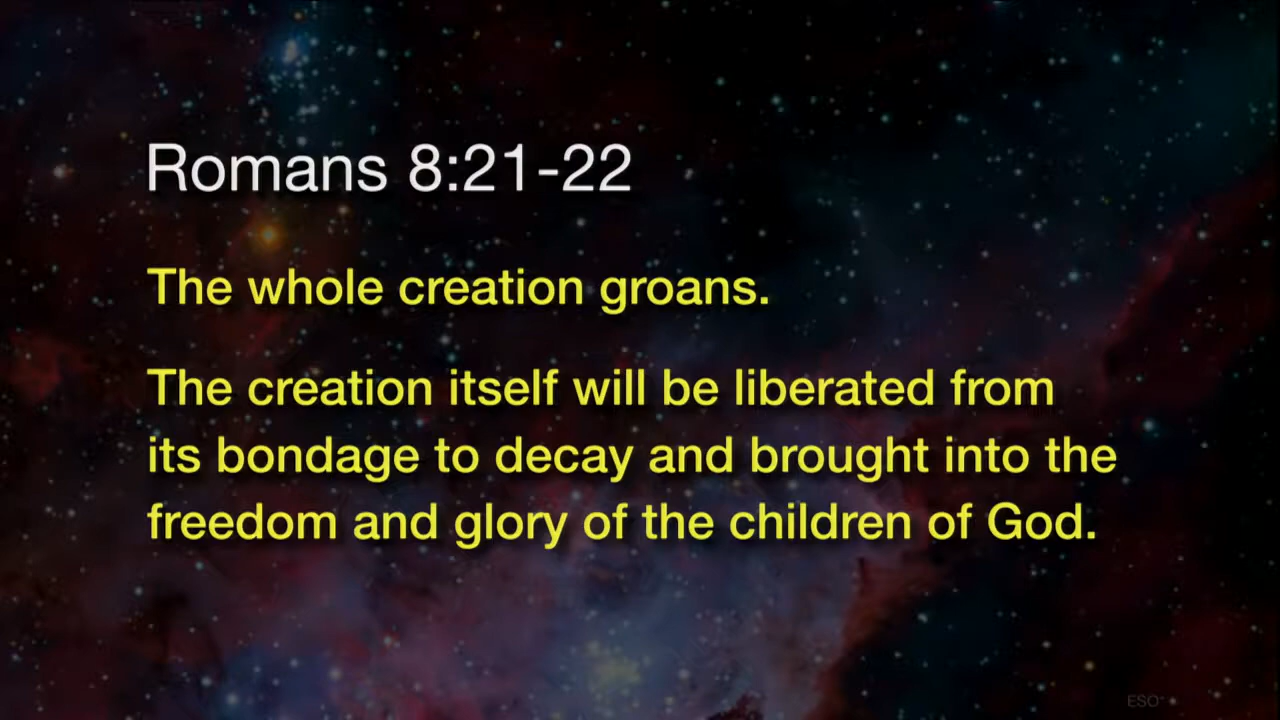 Romans 8:21-22
The whole creation groans.
The creation itself will be liberated from
its bondage to decay and brought into the
freedom and glory of the children of God.
ESO